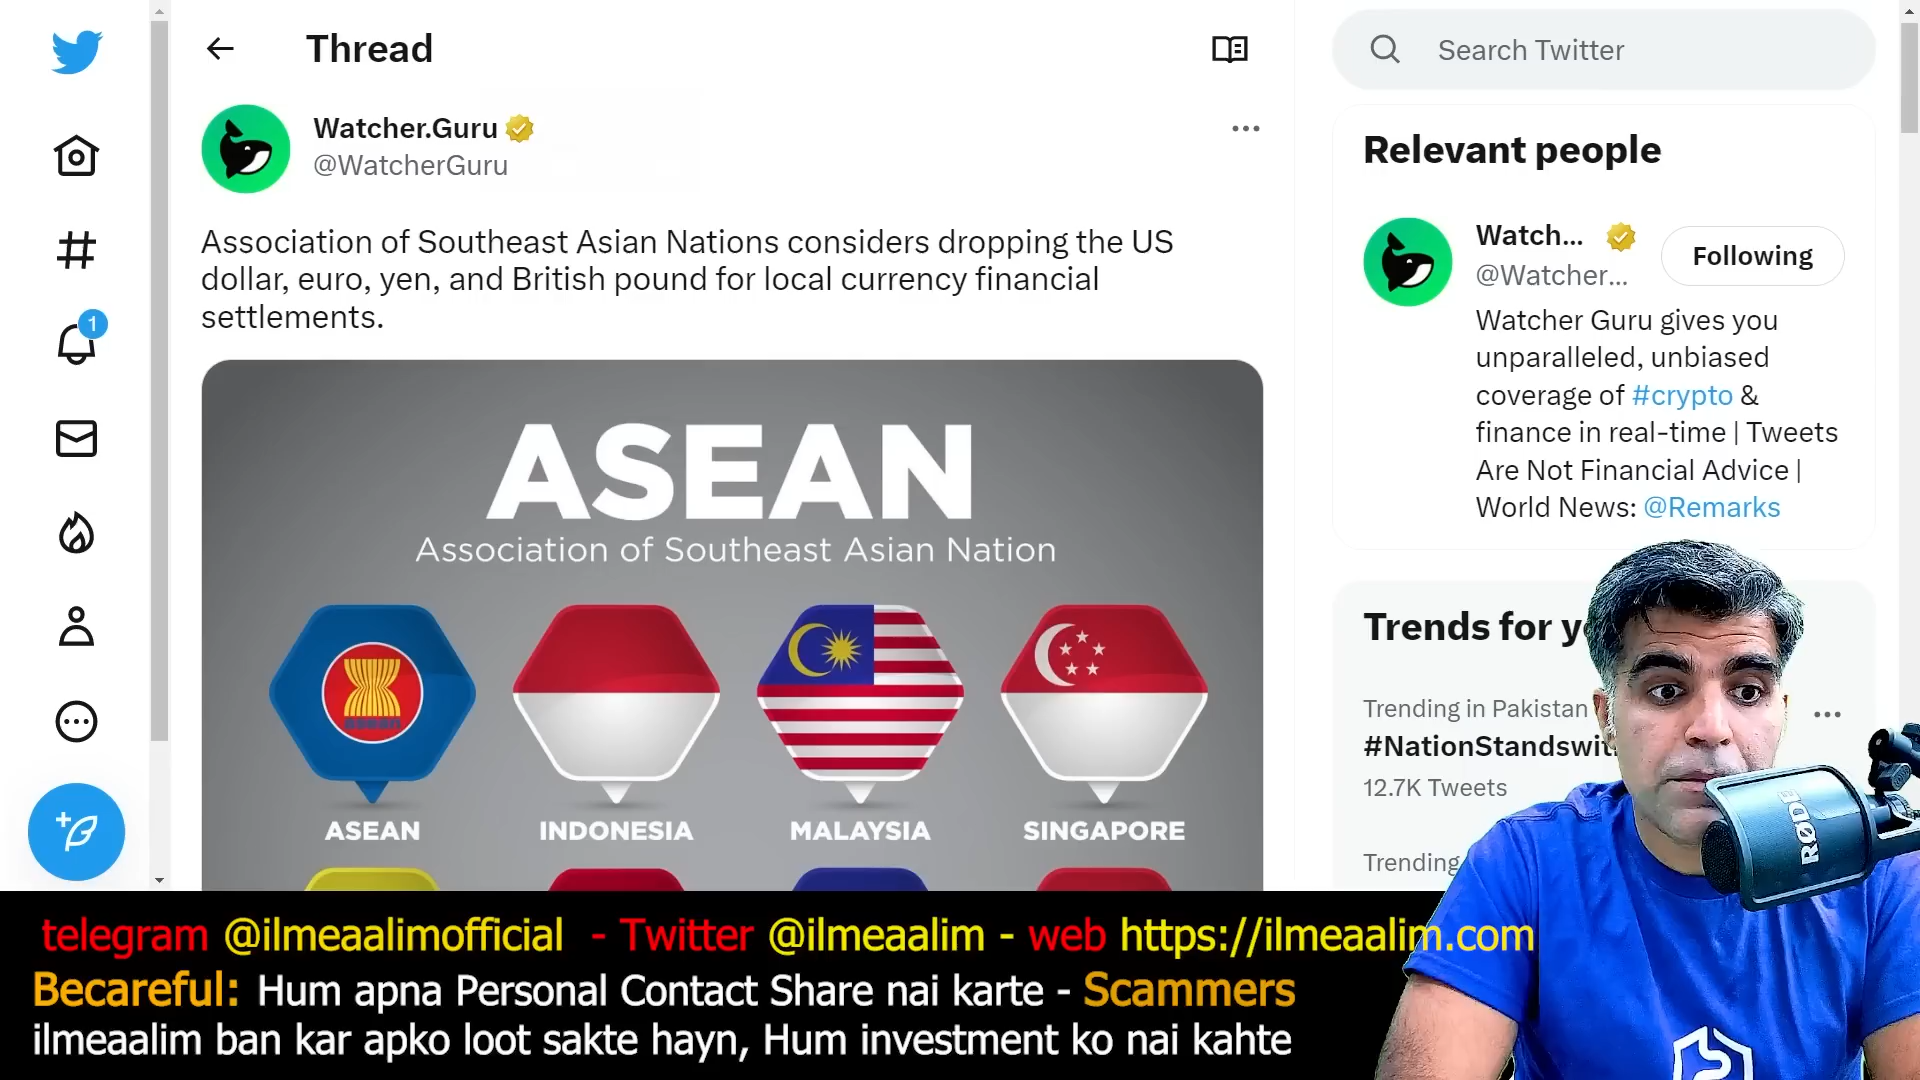 Thread
Search Twitter
Watcher.Guru
@WatcherGuru
Association of Southeast Asian Nations considers dropping the US
dollar, euro, yen, and British pound for local currency financial
settlements.
ASEAN
Association of Southeast Asian Nation
asean
ASEAN
INDONESIA
MALAYSIA
SINGAPORE
1
Relevant people
Watch...
@Watcher...
Following
Watcher Guru gives you
unparalleled, unbiased
coverage of #crypto &
finance in real-time | Tweets
Are Not Financial Advice |
World News: @Remarks
Trends for y
Trending in Pakistan
#NationStandswit
12.7K Tweets
Trending
RØDE
telegram @ilmeaalimofficial - Twitter @ilmeaalim - web https://ilmeaalim.com
Becareful: Hum apna Personal Contact Share nai karte - Scammers
ilmeaalim ban kar apko loot sakte hayn, Hum investment ko nai kahte